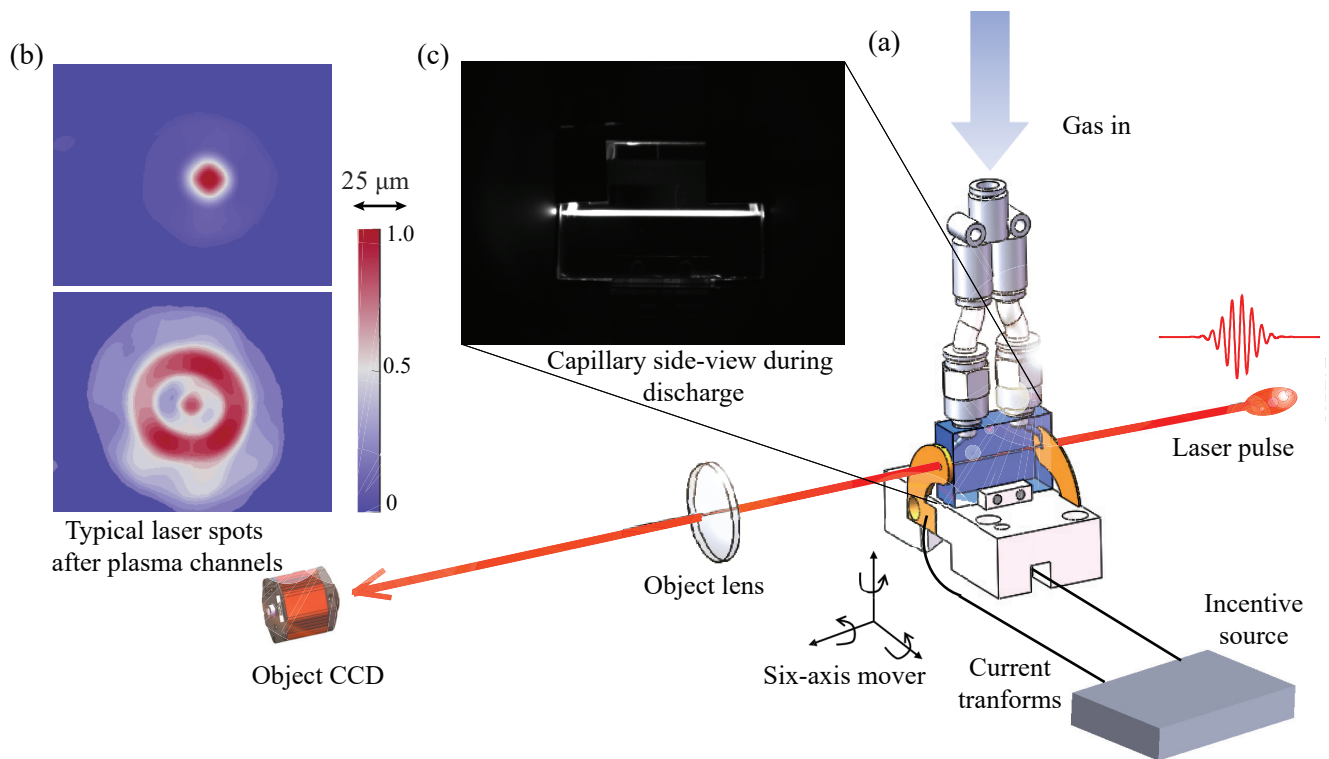 (b)
(c)
(a)
Gas in
25 μm
1.0
0.5
0
Capillary side-view during
discharge
Laser pulse
Typical laser spots
after plasma channels
Object lens
Object CCD
Six-axis mover
Current
tranforms
Incentive
source